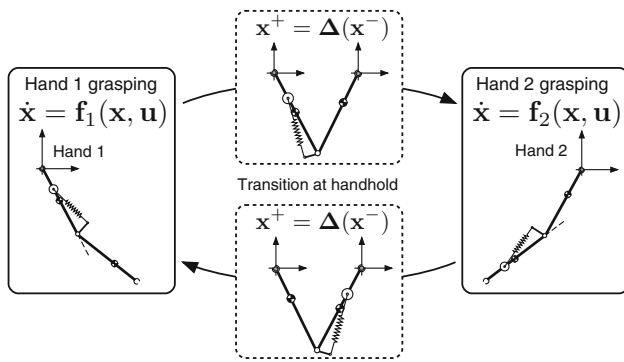 Hand 1 grasping
ẋ = f₁(x, u)
Hand 1
x⁺ = Δ(x⁻)
Transition at handhold
x⁺ = Δ(x⁻)
Hand 2 grasping
ẋ = f₂(x, u)
Hand 2